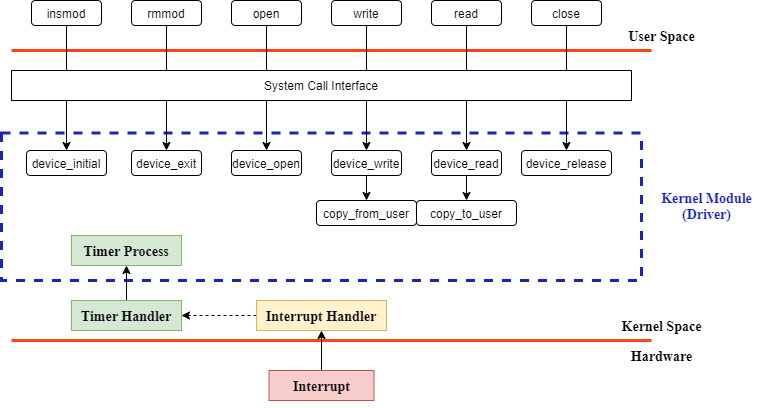 insmod
rmmod
open
write
read
close
User Space
System Call Interface
device_initial
device_exit
device_open
device_write
device_read
device_release
copy_from_user
copy_to_user
Kernel Module
(Driver)
Timer Process
Timer Handler
Interrupt Handler
Kernel Space
Hardware
Interrupt